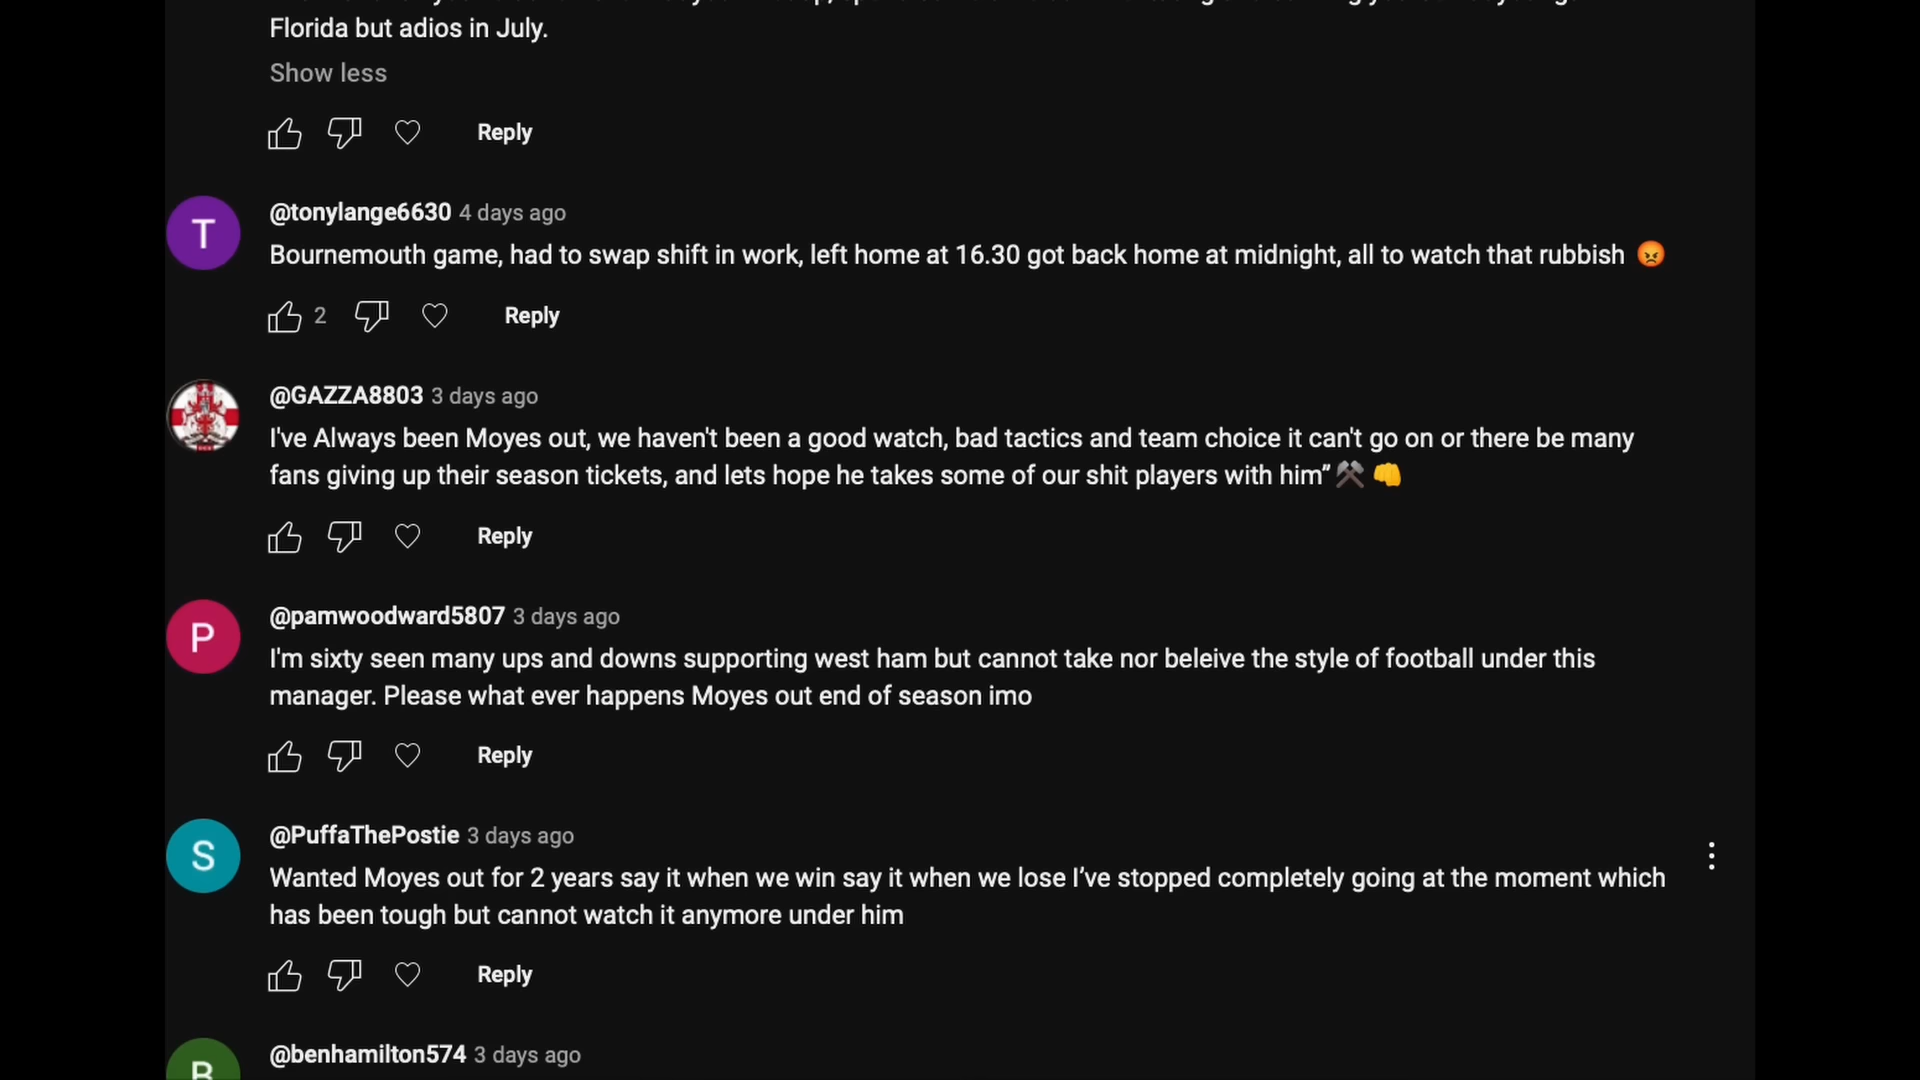 Florida but adios in July.
Show less
Reply
T
@tonylange6630 4 days ago
Bournemouth game, had to swap shift in work, left home at 16.30 got back home at midnight, all to watch that rubbish 😡
2
Reply
@GAZZA8803 3 days ago
I've Always been Moyes out, we haven't been a good watch, bad tactics and team choice it can't go on or there be many
fans giving up their season tickets, and lets hope he takes some of our shit players with him”⚒️ 👊
Reply
P
@pamwoodward5807 3 days ago
I'm sixty seen many ups and downs supporting west ham but cannot take nor beleive the style of football under this
manager. Please what ever happens Moyes out end of season imo
Reply
S
@PuffaThePostie 3 days ago
Wanted Moyes out for 2 years say it when we win say it when we lose I’ve stopped completely going at the moment which
has been tough but cannot watch it anymore under him
Reply
B
@benhamilton574 3 days ago